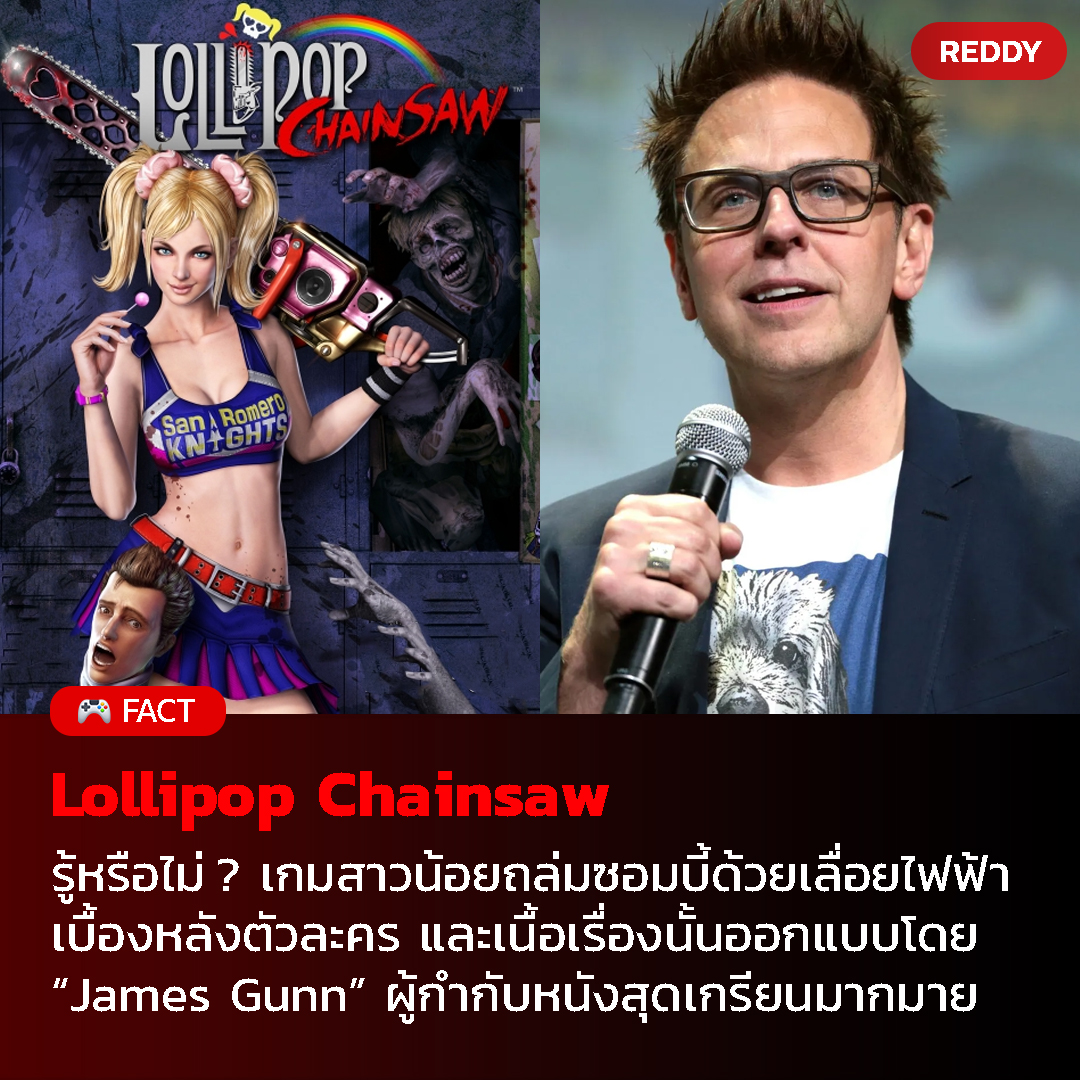 LOLLIPOP
CHAINSAW™
REDDY
San Romero
KNIGHTS
FACT
Lollipop Chainsaw
รู้หรือไม่ ? เกมสาวน้อยถล่มซอมบี้ด้วยเลื่อยไฟฟ้า
เบื้องหลังตัวละคร และเนื้อเรื่องนั้นออกแบบโดย
“James Gunn” ผู้กำกับหนังสุดเกรียนมากมาย